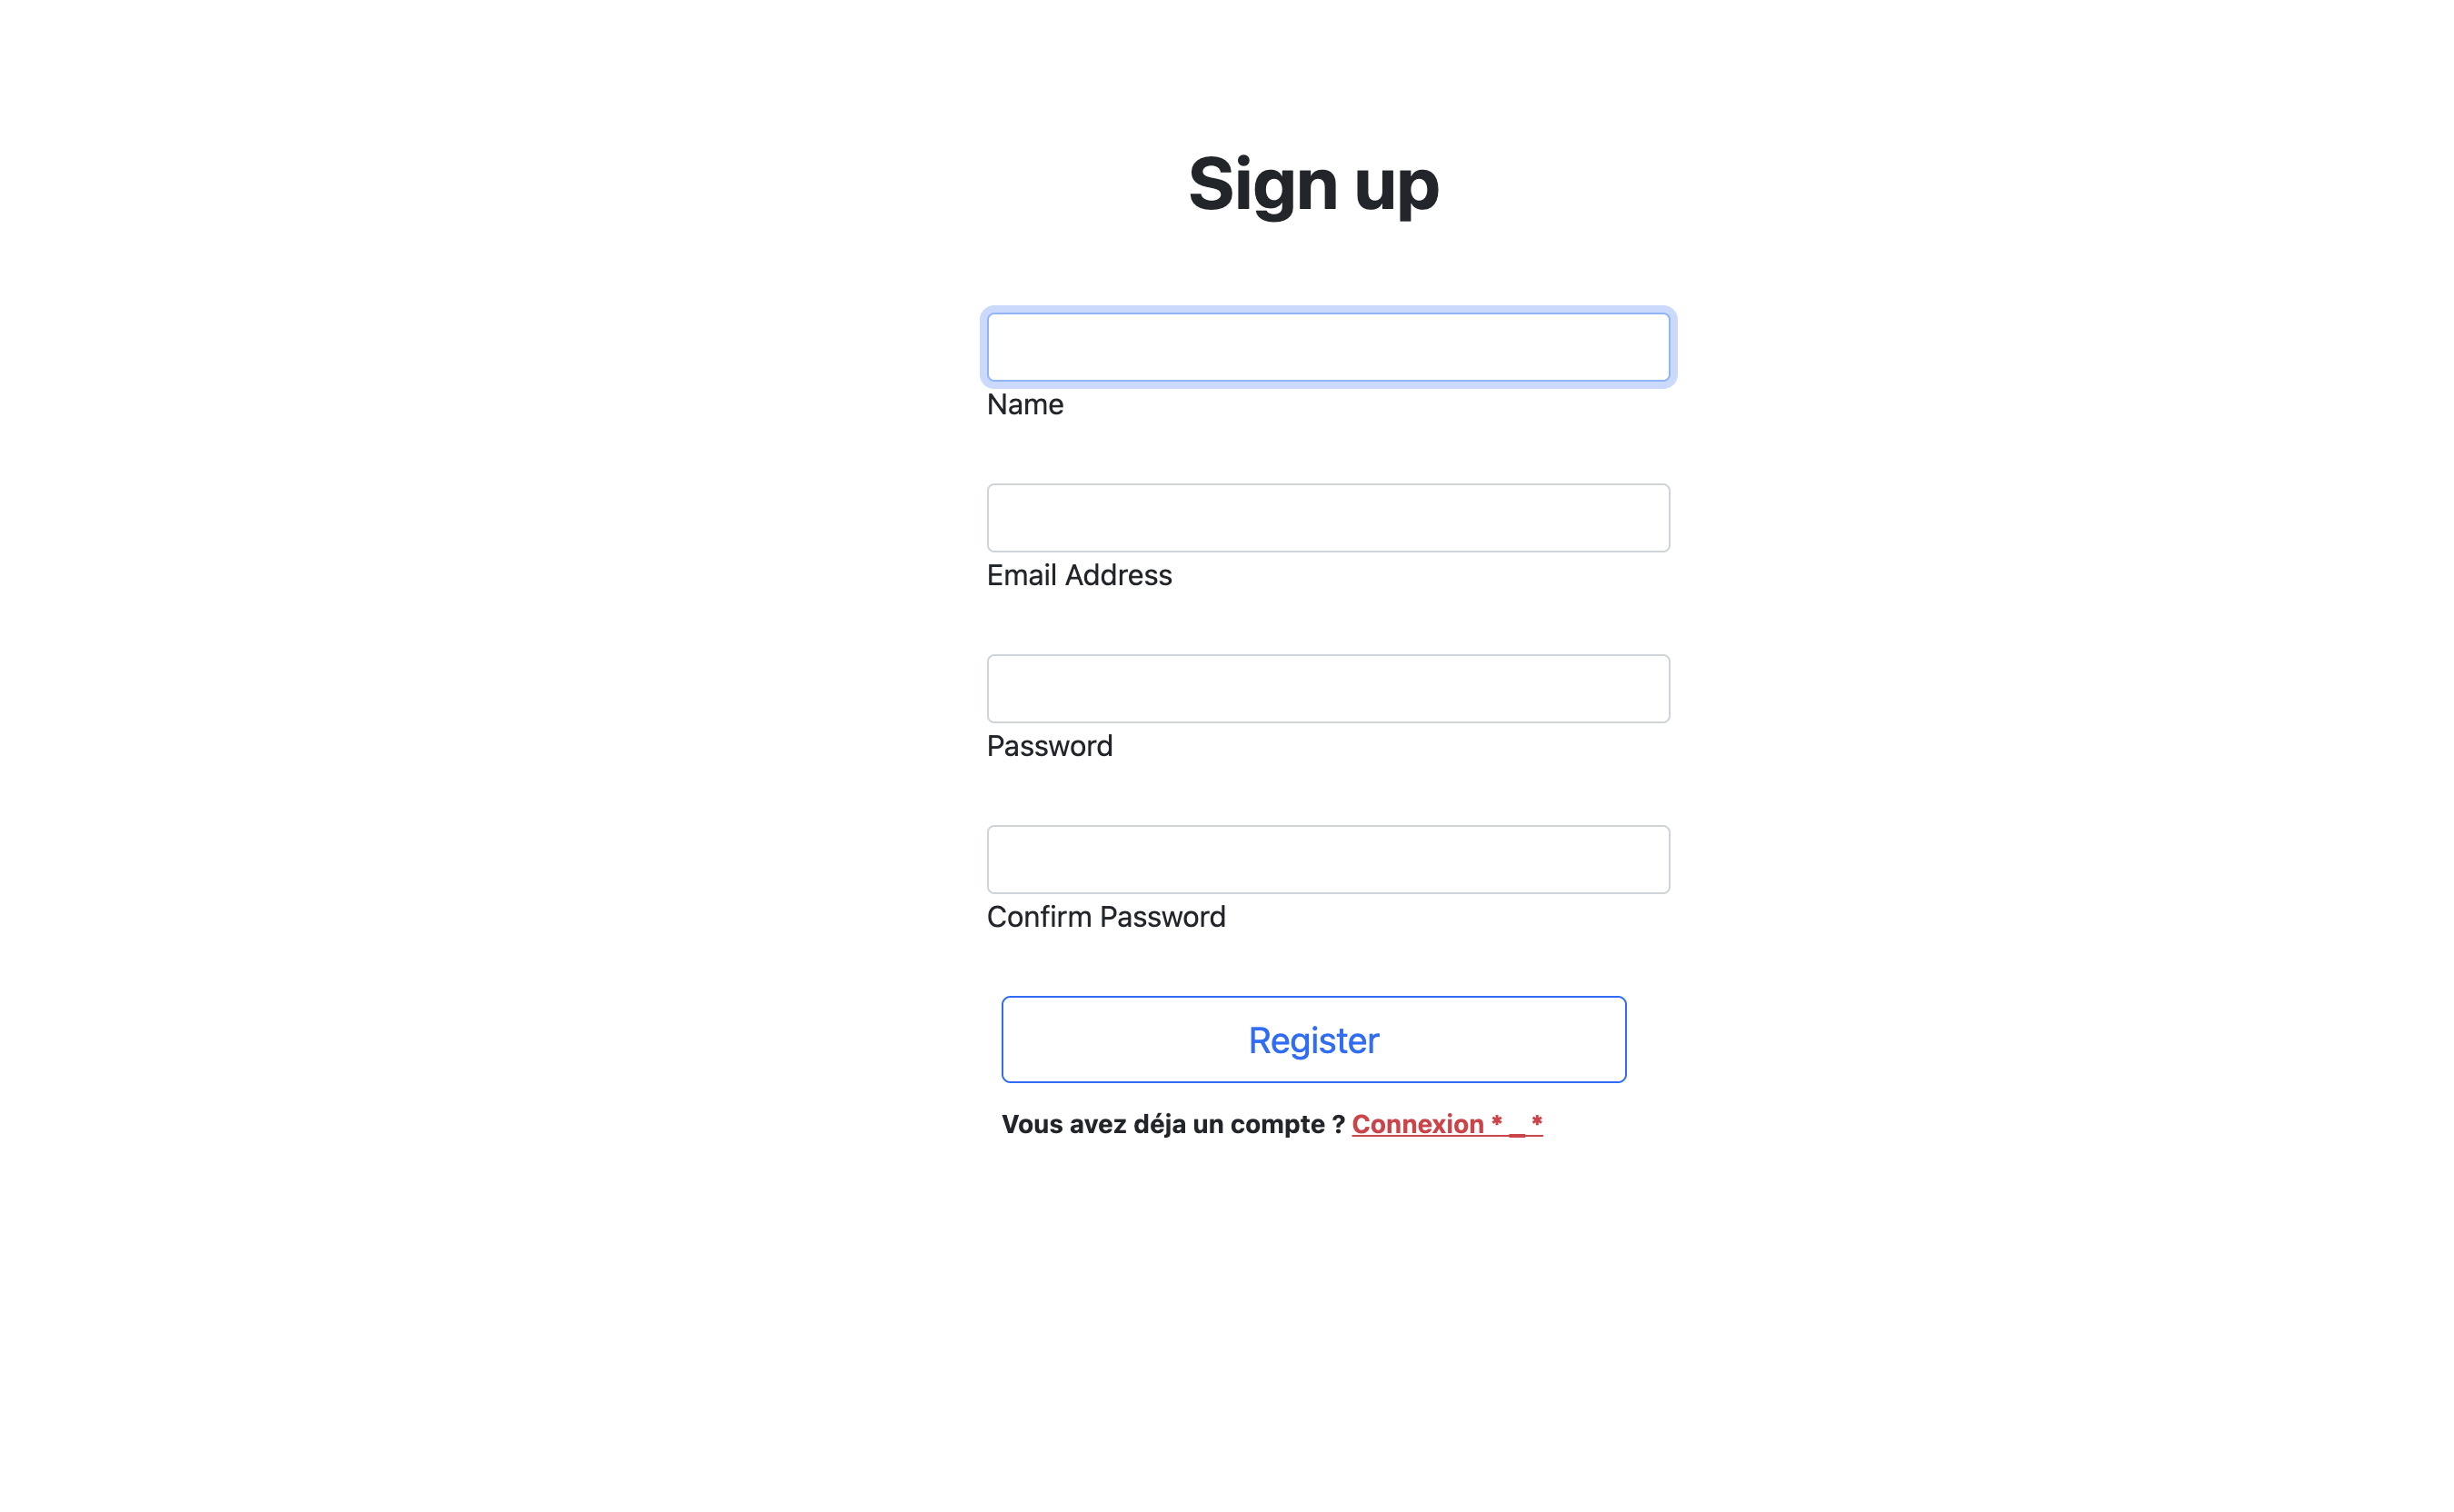 Sign up
Name
Email Address
Password
Confirm Password
Register
Vous avez déja un compte ? Connexion *_ *